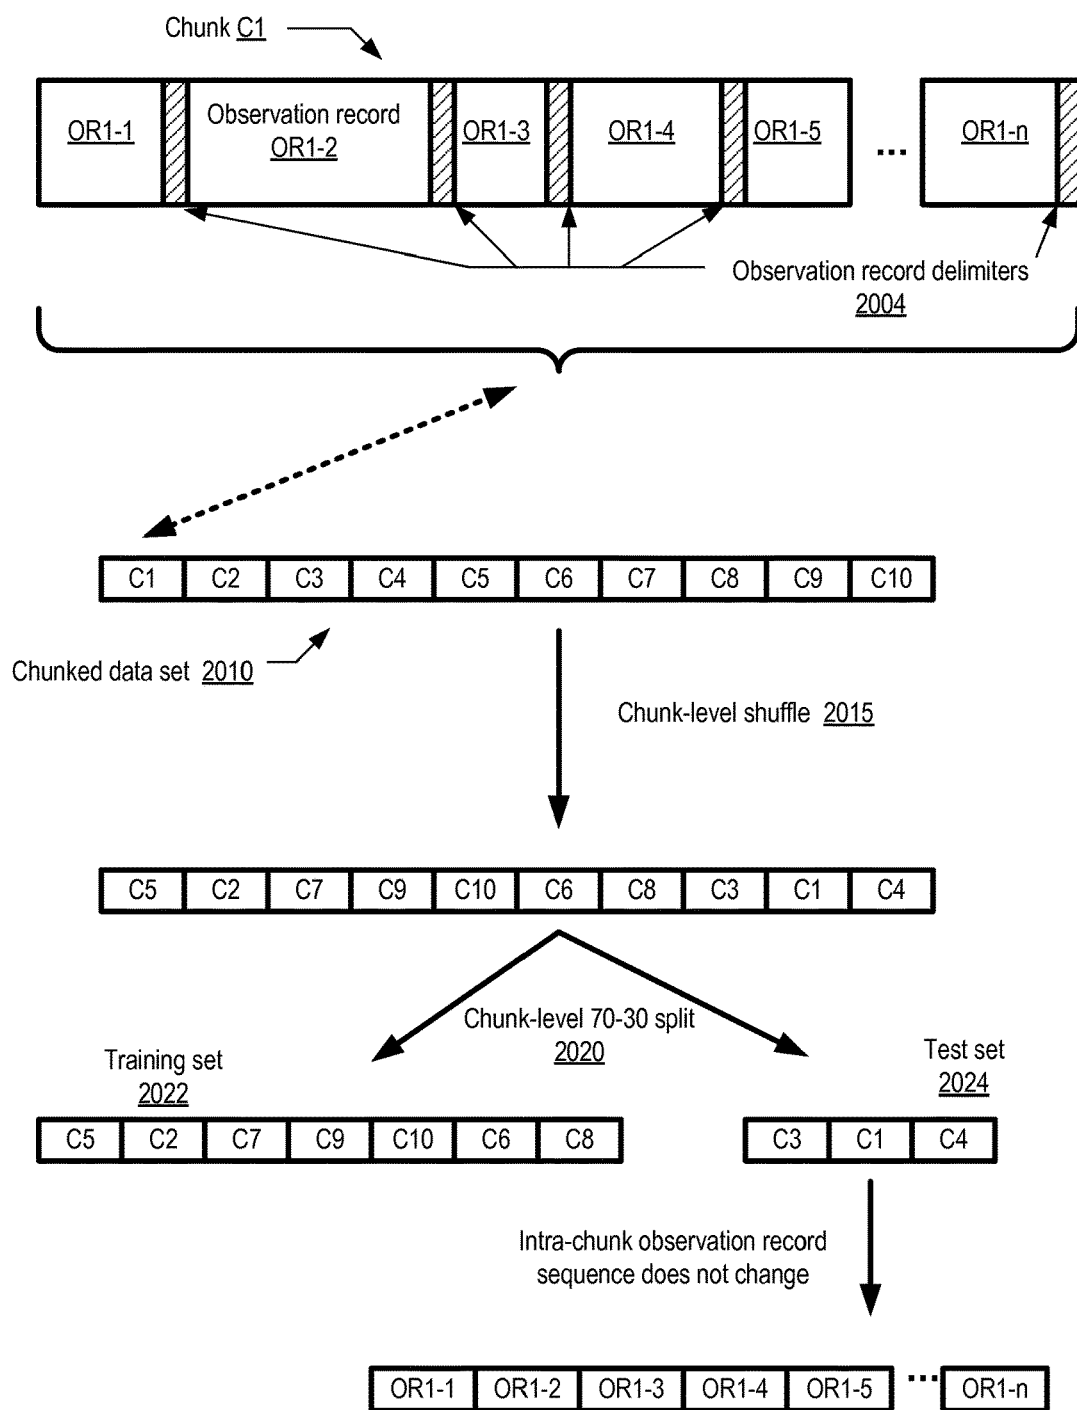 Chunk C1
OR1-1
Observation record
OR1-2
OR1-3
OR1-4
OR1-5
...
OR1-n
Observation record delimiters
2004
C1 C2 C3 C4 C5 C6 C7 C8 C9 C10
Chunked data set 2010
Chunk-level shuffle 2015
C5 C2 C7 C9 C10 C6 C8 C3 C1 C4
Chunk-level 70-30 split
2020
Training set
2022
Test set
2024
C5 C2 C7 C9 C10 C6 C8
C3 C1 C4
Intra-chunk observation record
sequence does not change
OR1-1 OR1-2 OR1-3 OR1-4 OR1-5 ... OR1-n